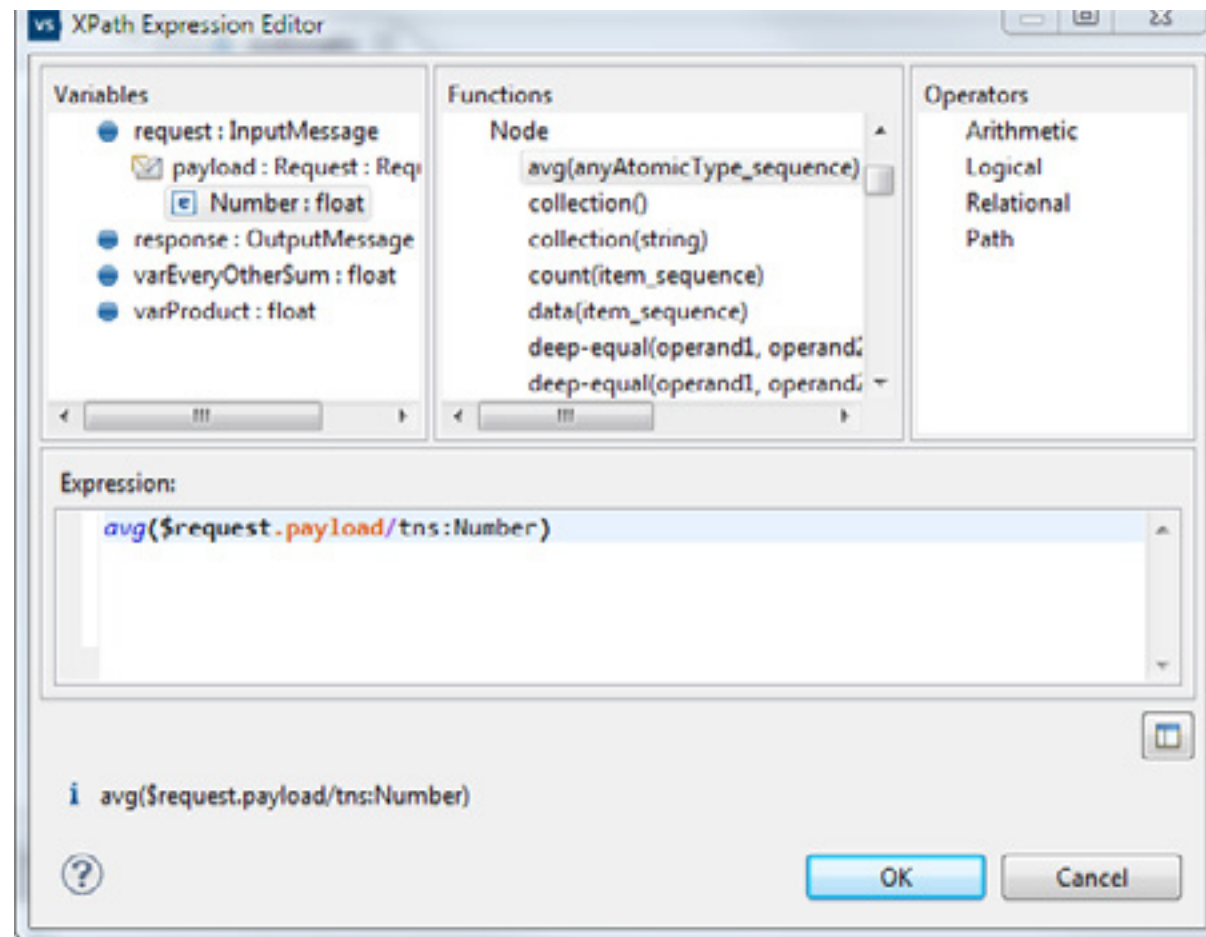 vs XPath Expression Editor
Variables
request : InputMessage
payload : Request : Requ
e Number : float
response : OutputMessage
varEveryOtherSum : float
varProduct : float
Functions
Node
avg(anyAtomicType_sequence)
collection()
collection(string)
count(item_sequence)
data(item_sequence)
deep-equal(operand1, operand2
deep-equal(operand1, operand2
Operators
Arithmetic
Logical
Relational
Path
Expression:
avg($request.payload/tns:Number)
i avg($request.payload/tns:Number)
?
OK
Cancel